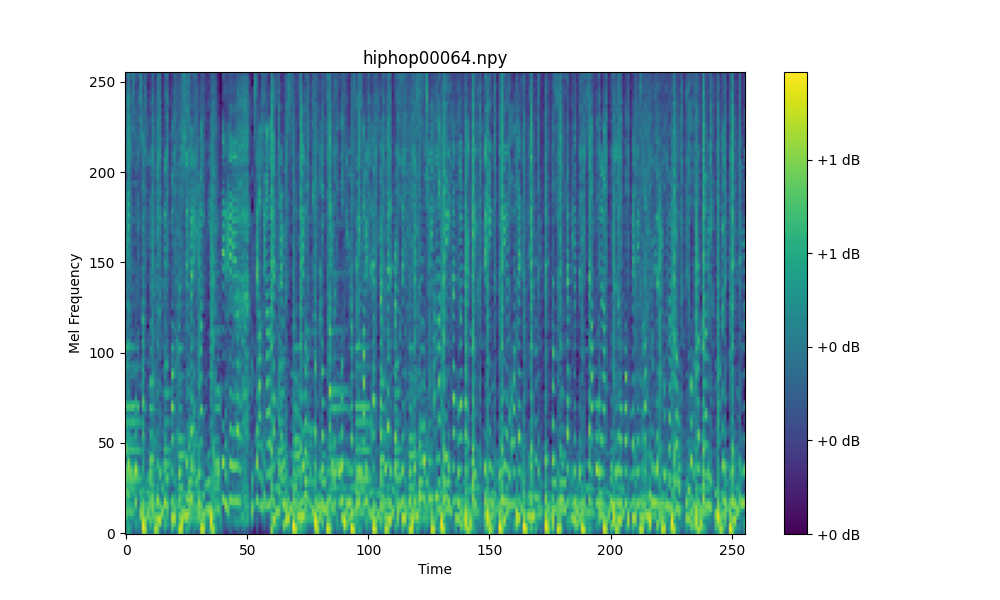 hiphop00064.npy
250
200
150
100
50
0
Mel Frequency
0 50 100 150 200 250
Time
+1 dB
+1 dB
+0 dB
+0 dB
+0 dB